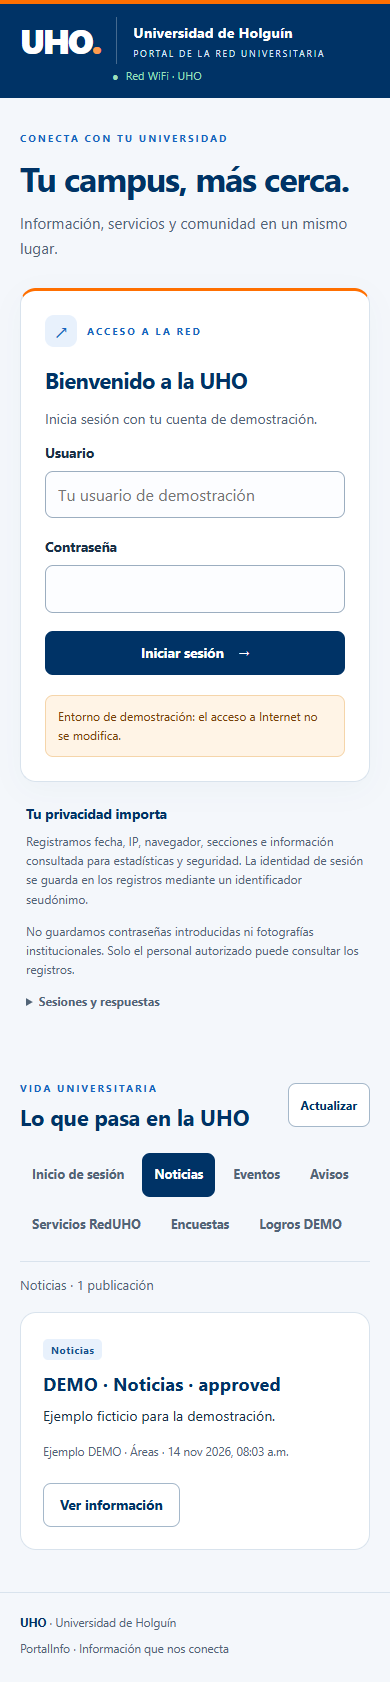 UHO.
Universidad de Holguín
PORTAL DE LA RED UNIVERSITARIA
Red WiFi · UHO
CONECTA CON TU UNIVERSIDAD
Tu campus, más cerca.
Información, servicios y comunidad en un mismo
lugar.
ACCESO A LA RED
Bienvenido a la UHO
Inicia sesión con tu cuenta de demostración.
Usuario
Tu usuario de demostración
Contraseña
Iniciar sesión →
Entorno de demostración: el acceso a Internet no
se modifica.
Tu privacidad importa
Registramos fecha, IP, navegador, secciones e información
consultada para estadísticas y seguridad. La identidad de sesión
se guarda en los registros mediante un identificador
seudónimo.
No guardamos contraseñas introducidas ni fotografías
institucionales. Solo el personal autorizado puede consultar los
registros.
Sesiones y respuestas
VIDA UNIVERSITARIA
Lo que pasa en la UHO
Actualizar
Inicio de sesión Noticias Eventos Avisos
Servicios RedUHO Encuestas Logros DEMO
Noticias · 1 publicación
Noticias
DEMO · Noticias · approved
Ejemplo ficticio para la demostración.
Ejemplo DEMO · Áreas · 14 nov 2026, 08:03 a.m.
Ver información
UHO · Universidad de Holguín
PortalInfo · Información que nos conecta